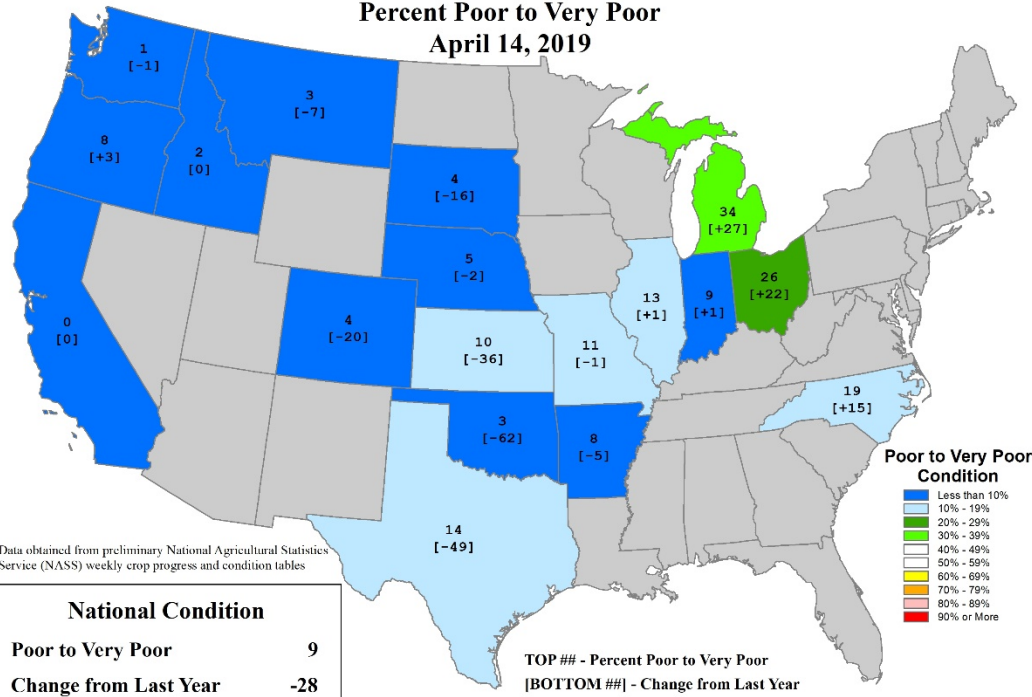 Percent Poor to Very Poor
April 14, 2019
1
[-1]
3
[-7]
8
[+3]
2
[0]
4
[-16]
34
[+27]
5
[-2]
26
[+22]
9
[+1]
13
[+1]
0
[0]
4
[-20]
10
[-36]
11
[-1]
19
[+15]
3
[-62]
8
[-5]
14
[-49]
Poor to Very Poor
Condition
Less than 10%
10% - 19%
20% - 29%
30% - 39%
40% - 49%
50% - 59%
60% - 69%
70% - 79%
80% - 89%
90% or More
Data obtained from preliminary National Agricultural Statistics
Service (NASS) weekly crop progress and condition tables
National Condition
Poor to Very Poor 9
Change from Last Year -28
TOP ## - Percent Poor to Very Poor
[BOTTOM ##] - Change from Last Year